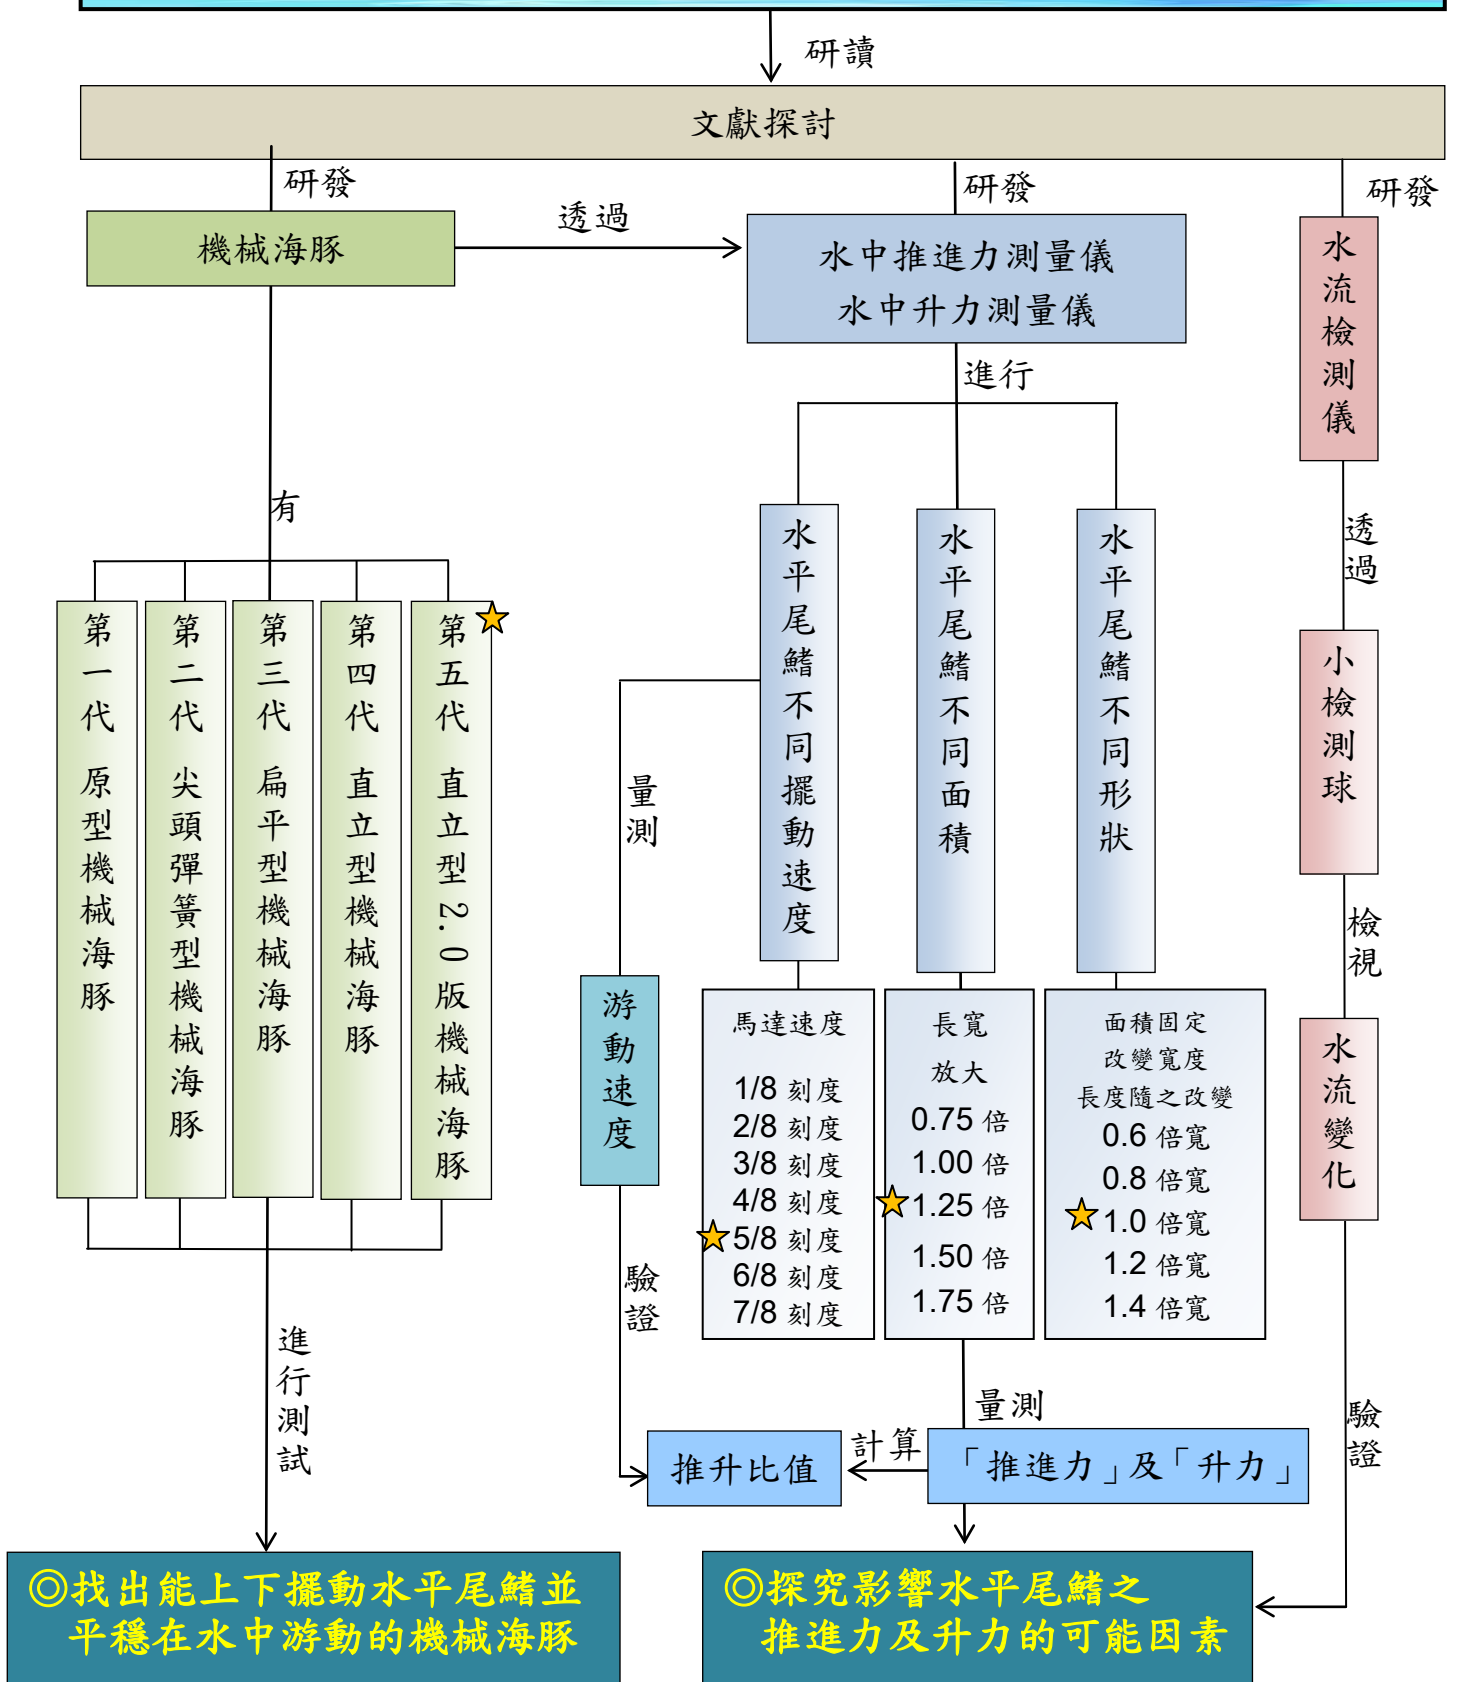 研讀
文獻探討
研發
研發
研發
機械海豚
透過
水中推進力測量儀
水中升力測量儀
水流檢測儀
進行
有
透過
第一代 原型機械海豚
第二代 尖頭彈簧型機械海豚
第三代 扁平型機械海豚
第四代 直立型機械海豚
第五代 直立型2.0版機械海豚
水平尾鰭不同擺動速度
水平尾鰭不同面積
水平尾鰭不同形狀
小檢測球
量測
檢視
游動速度
馬達速度
1/8 刻度
2/8 刻度
3/8 刻度
4/8 刻度
5/8 刻度
6/8 刻度
7/8 刻度
長寬
放大
0.75 倍
1.00 倍
1.25 倍
1.50 倍
1.75 倍
面積固定
改變寬度
長度隨之改變
0.6 倍寬
0.8 倍寬
1.0 倍寬
1.2 倍寬
1.4 倍寬
水流變化
驗證
進行測試
量測
驗證
推升比值
計算
「推進力」及「升力」
◎找出能上下擺動水平尾鰭並
平穩在水中游動的機械海豚
◎探究影響水平尾鰭之
推進力及升力的可能因素